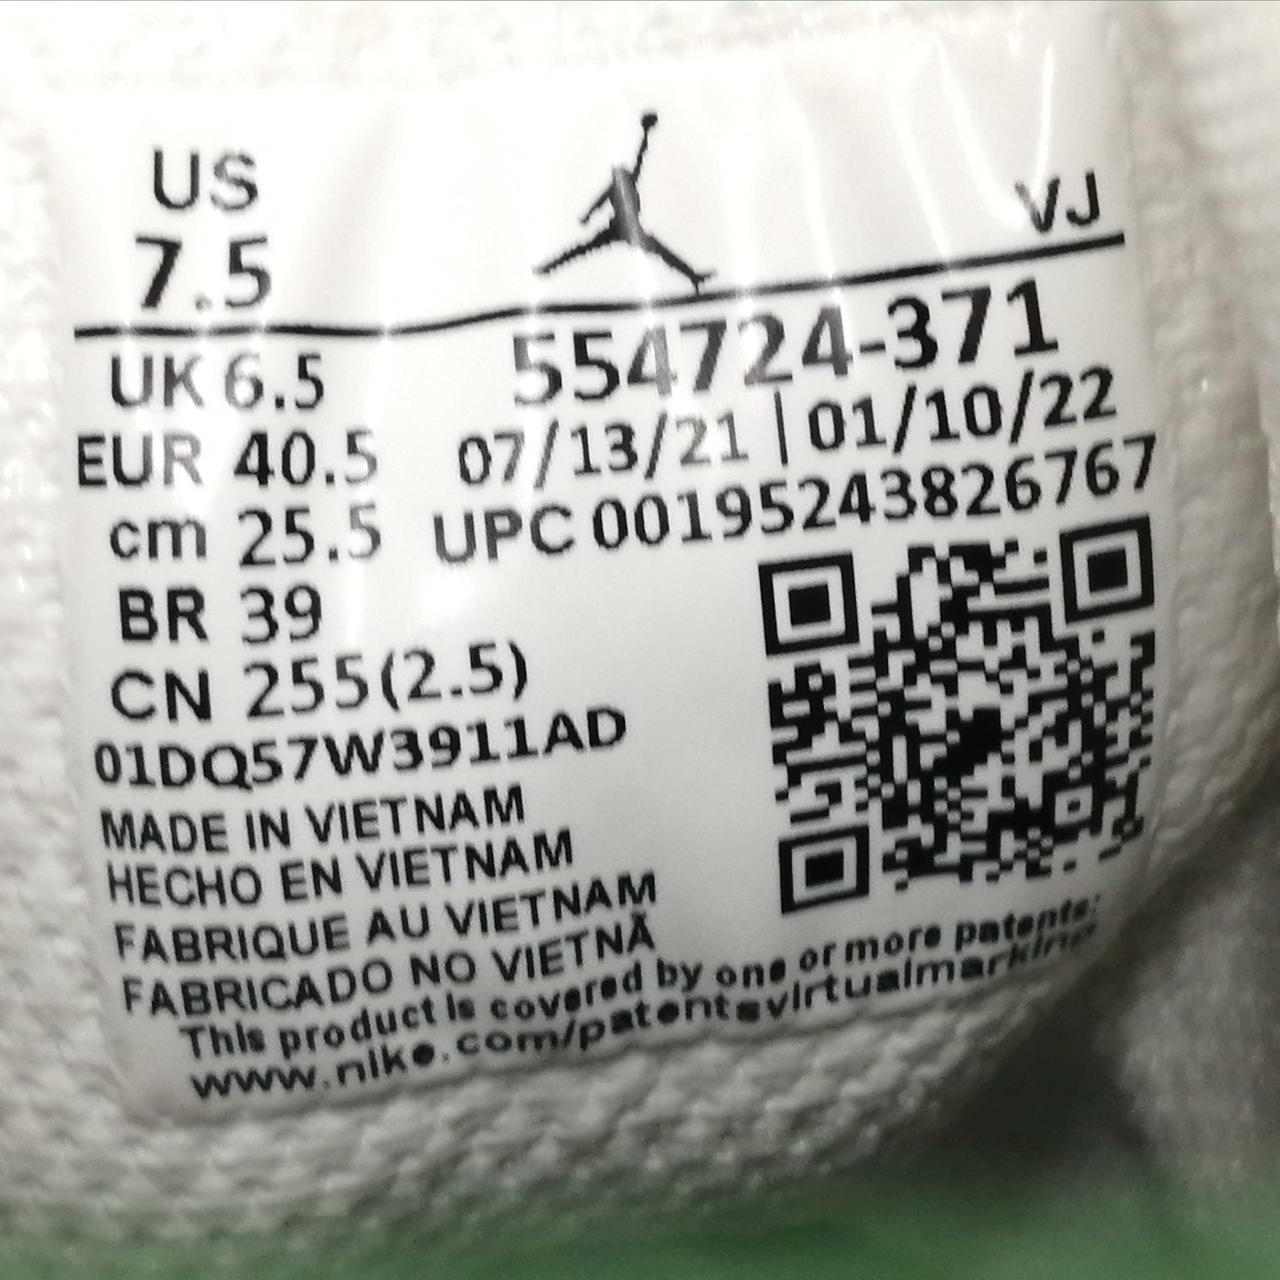 US
7.5
VJ
UK 6.5
554724-371
EUR 40.5
07/13/21 | 01/10/22
cm 25.5
UPC 00195243826767
BR 39
CN 255(2.5)
01DQ57W3911AD
MADE IN VIETNAM
HECHO EN VIETNAM
FABRIQUE AU VIETNAM
FABRICADO NO VIETNÃ
This product is covered by one or more patents:
www.nike.com/patentsvirtualmarking